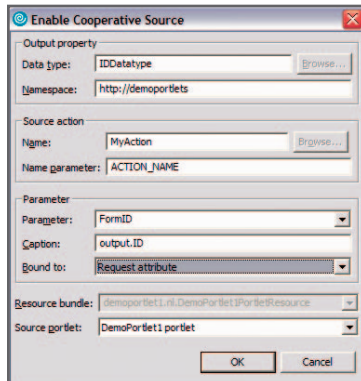 Enable Cooperative Source
Output property
Data type: IDDatatype Browse...
Namespace: http://demoportlets
Source action
Name: MyAction Browse...
Name parameter: ACTION_NAME
Parameter
Parameter: FormID
Caption: output.ID
Bound to: Request attribute
Resource bundle: demoportlet1.nl.DemoPortlet1PortletResource
Source portlet: DemoPortlet1 portlet
OK Cancel